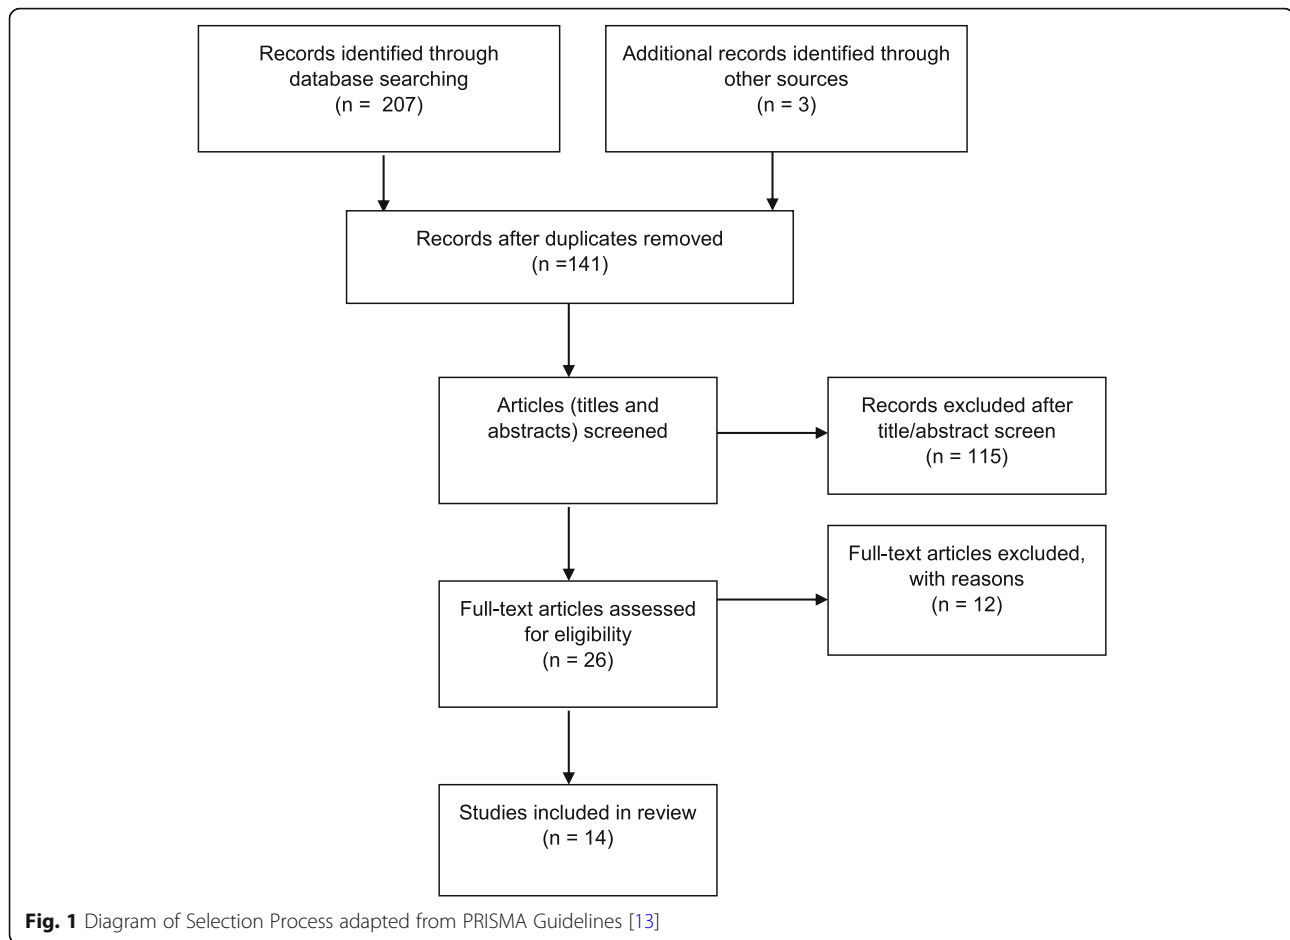 Records identified through
database searching
(n = 207)
Additional records identified through
other sources
(n = 3)
Records after duplicates removed
(n =141)
Articles (titles and
abstracts) screened
Records excluded after
title/abstract screen
(n = 115)
Full-text articles assessed
for eligibility
(n = 26)
Full-text articles excluded,
with reasons
(n = 12)
Studies included in review
(n = 14)
Fig. 1 Diagram of Selection Process adapted from PRISMA Guidelines [13]